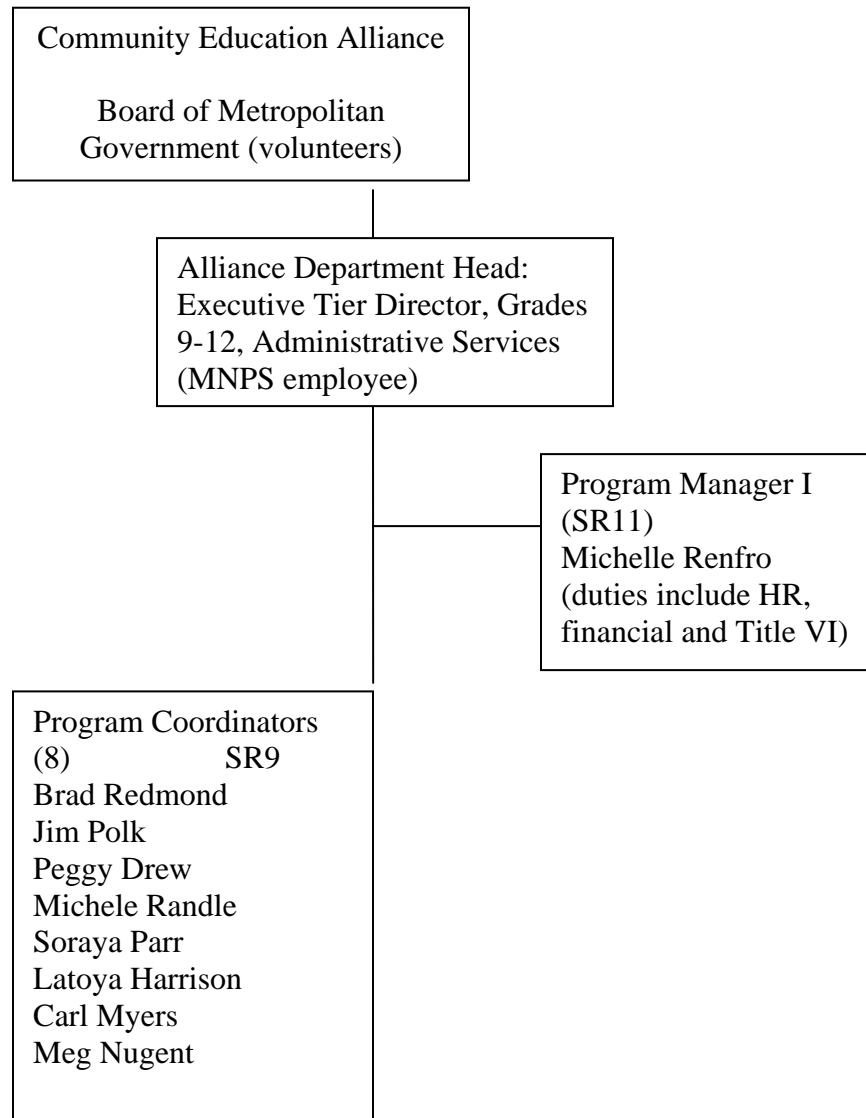 Community Education Alliance
Board of Metropolitan
Government (volunteers)
Alliance Department Head:
Executive Tier Director, Grades
9-12, Administrative Services
(MNPS employee)
Program Manager I
(SR11)
Michelle Renfro
(duties include HR,
financial and Title VI)
Program Coordinators
(8) SR9
Brad Redmond
Jim Polk
Peggy Drew
Michele Randle
Soraya Parr
Latoya Harrison
Carl Myers
Meg Nugent